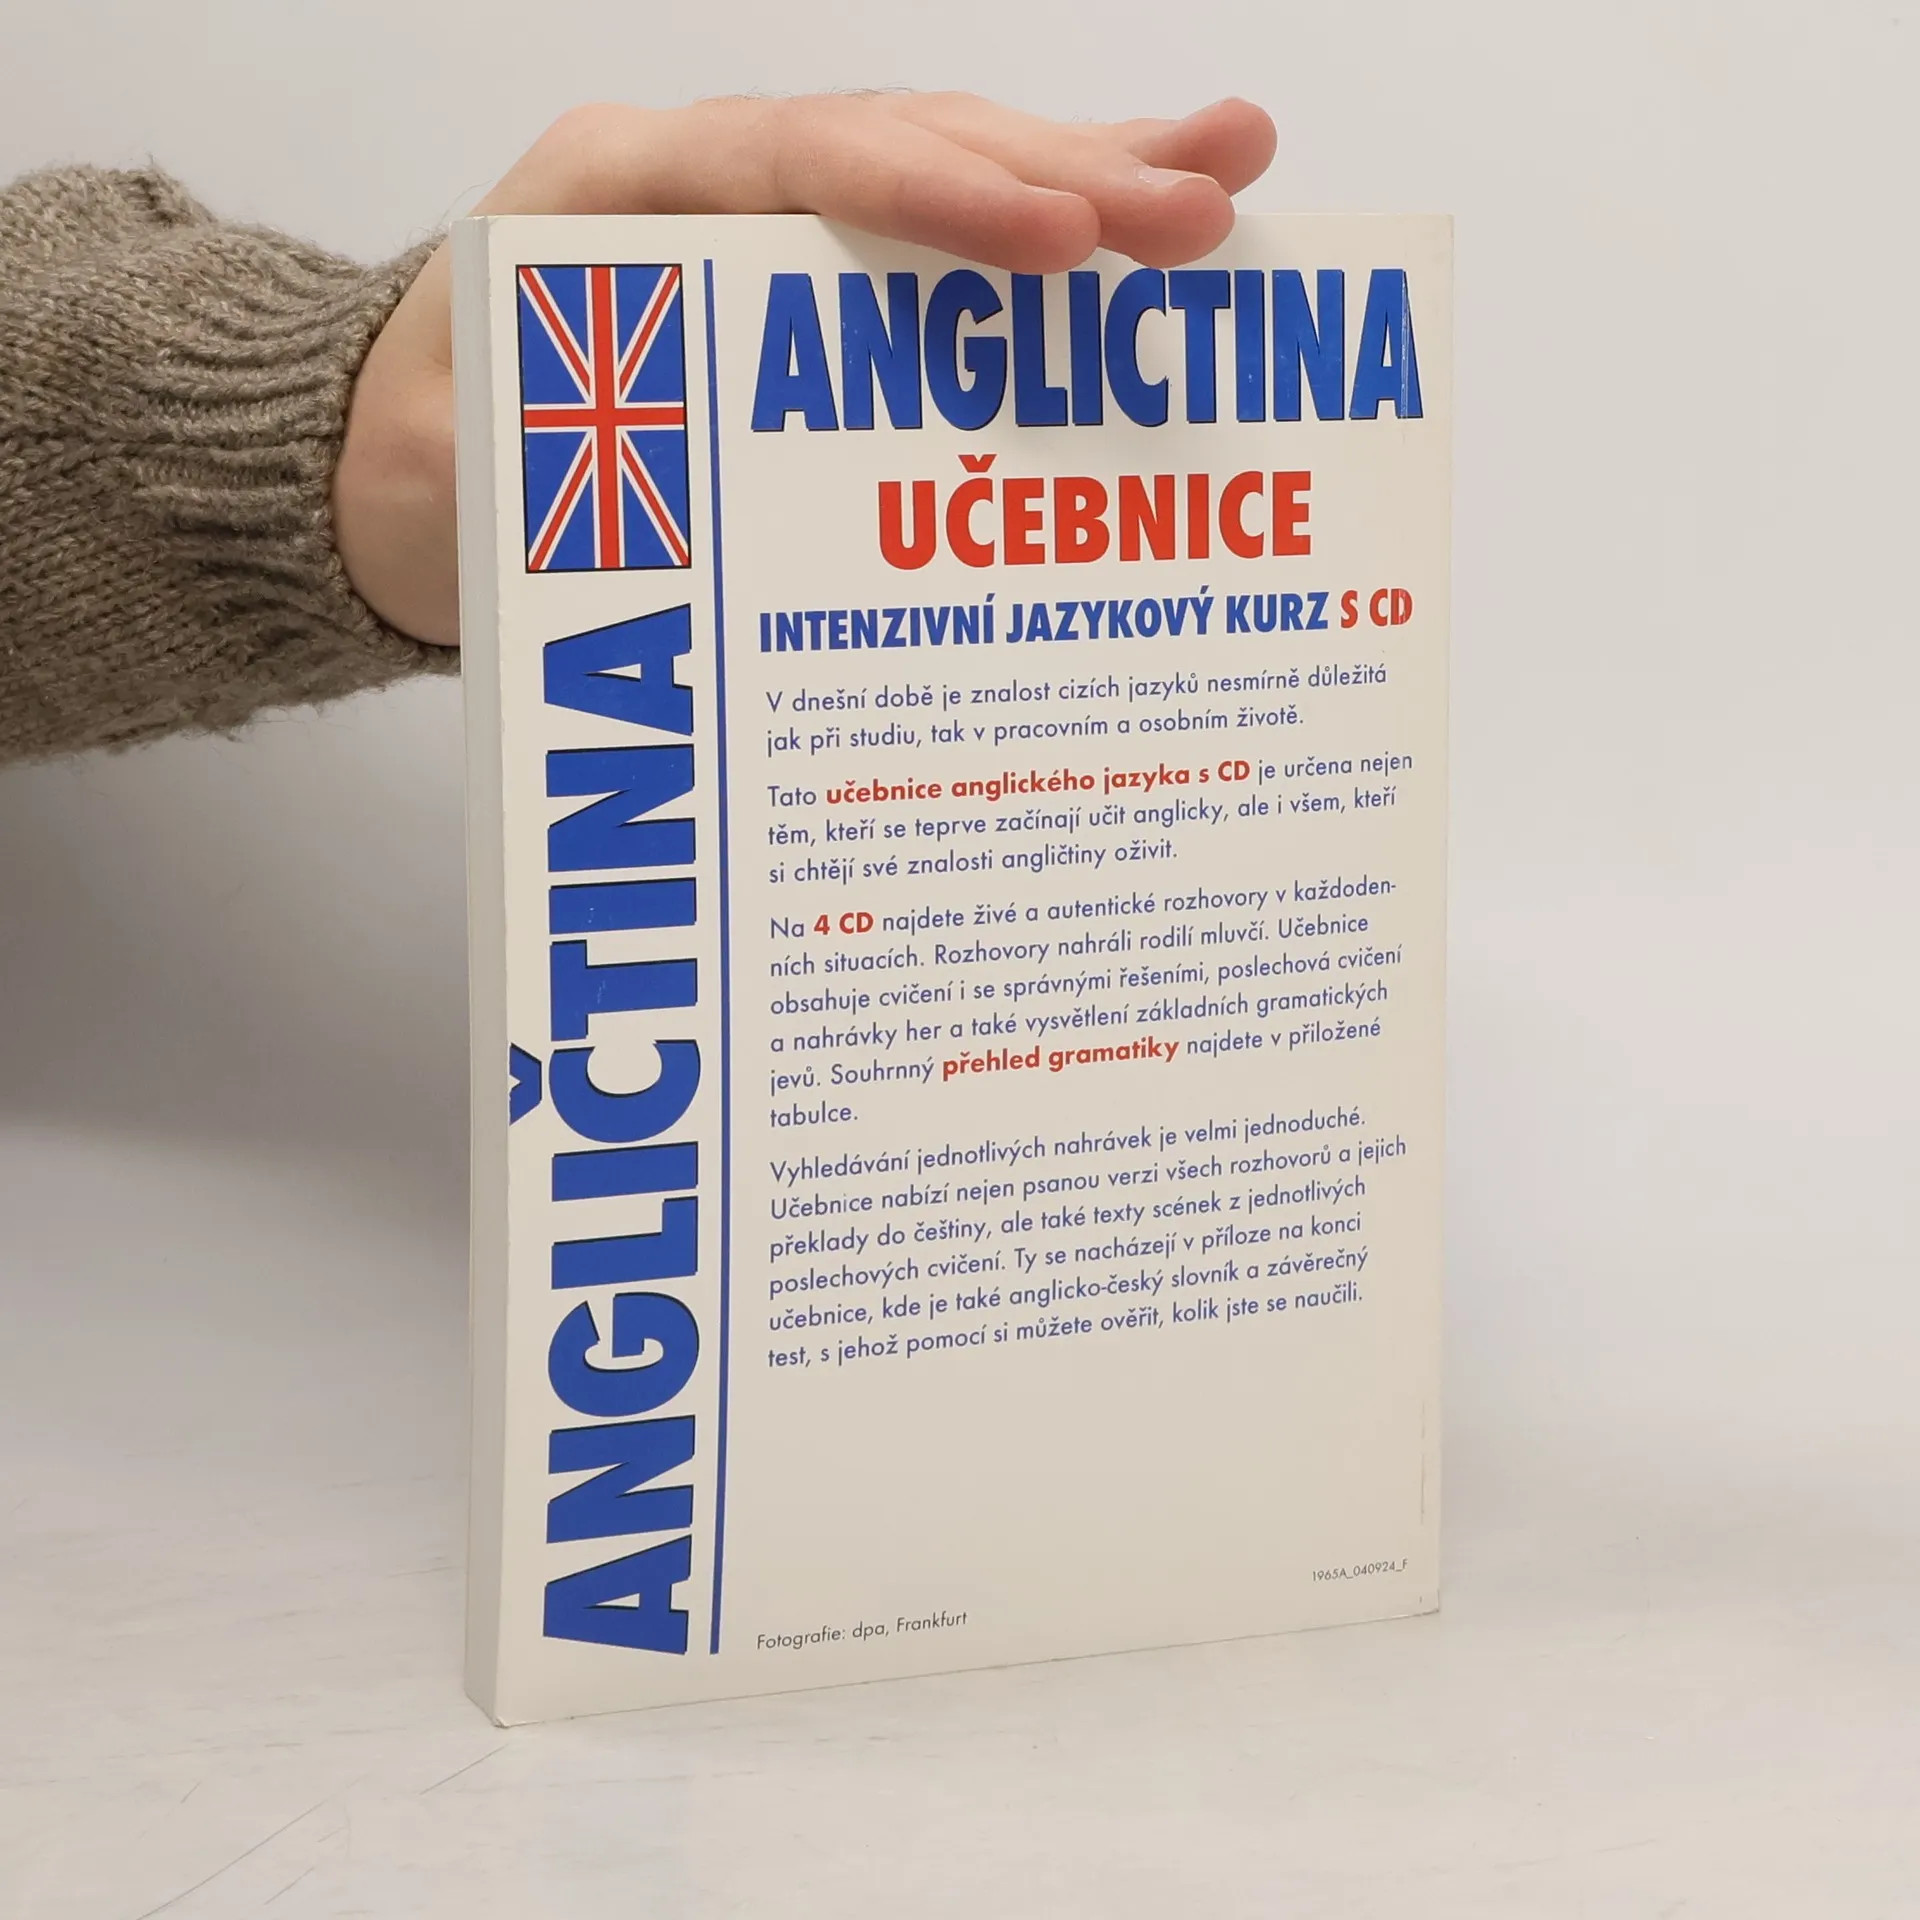 ANGLIČTINA
ANGLICTINA
UČEBNICE
INTENZIVNÍ JAZYKOVÝ KURZ S CD
V dnešní době je znalost cizích jazyků nesmírně důležitá
jak při studiu, tak v pracovním a osobním životě.
Tato učebnice anglického jazyka s CD je určena nejen
těm, kteří se teprve začínají učit anglicky, ale i všem, kteří
si chtějí své znalosti angličtiny oživit.
Na 4 CD najdete živé a autentické rozhovory v každoden-
ních situacích. Rozhovory nahráli rodilí mluvčí. Učebnice
obsahuje cvičení i se správnými řešeními, poslechová cvičení
a nahrávky her a také vysvětlení základních gramatických
jevů. Souhrnný přehled gramatiky najdete v přiložené
tabulce.
Vyhledávání jednotlivých nahrávek je velmi jednoduché.
Učebnice nabízí nejen psanou verzi všech rozhovorů a jejich
překlady do češtiny, ale také texty scének z jednotlivých
poslechových cvičení. Ty se nacházejí v příloze na konci
učebnice, kde je také anglicko-český slovník a závěrečný
test, s jehož pomocí si můžete ověřit, kolik jste se naučili.
1965A_040924_F
Fotografie: dpa, Frankfurt